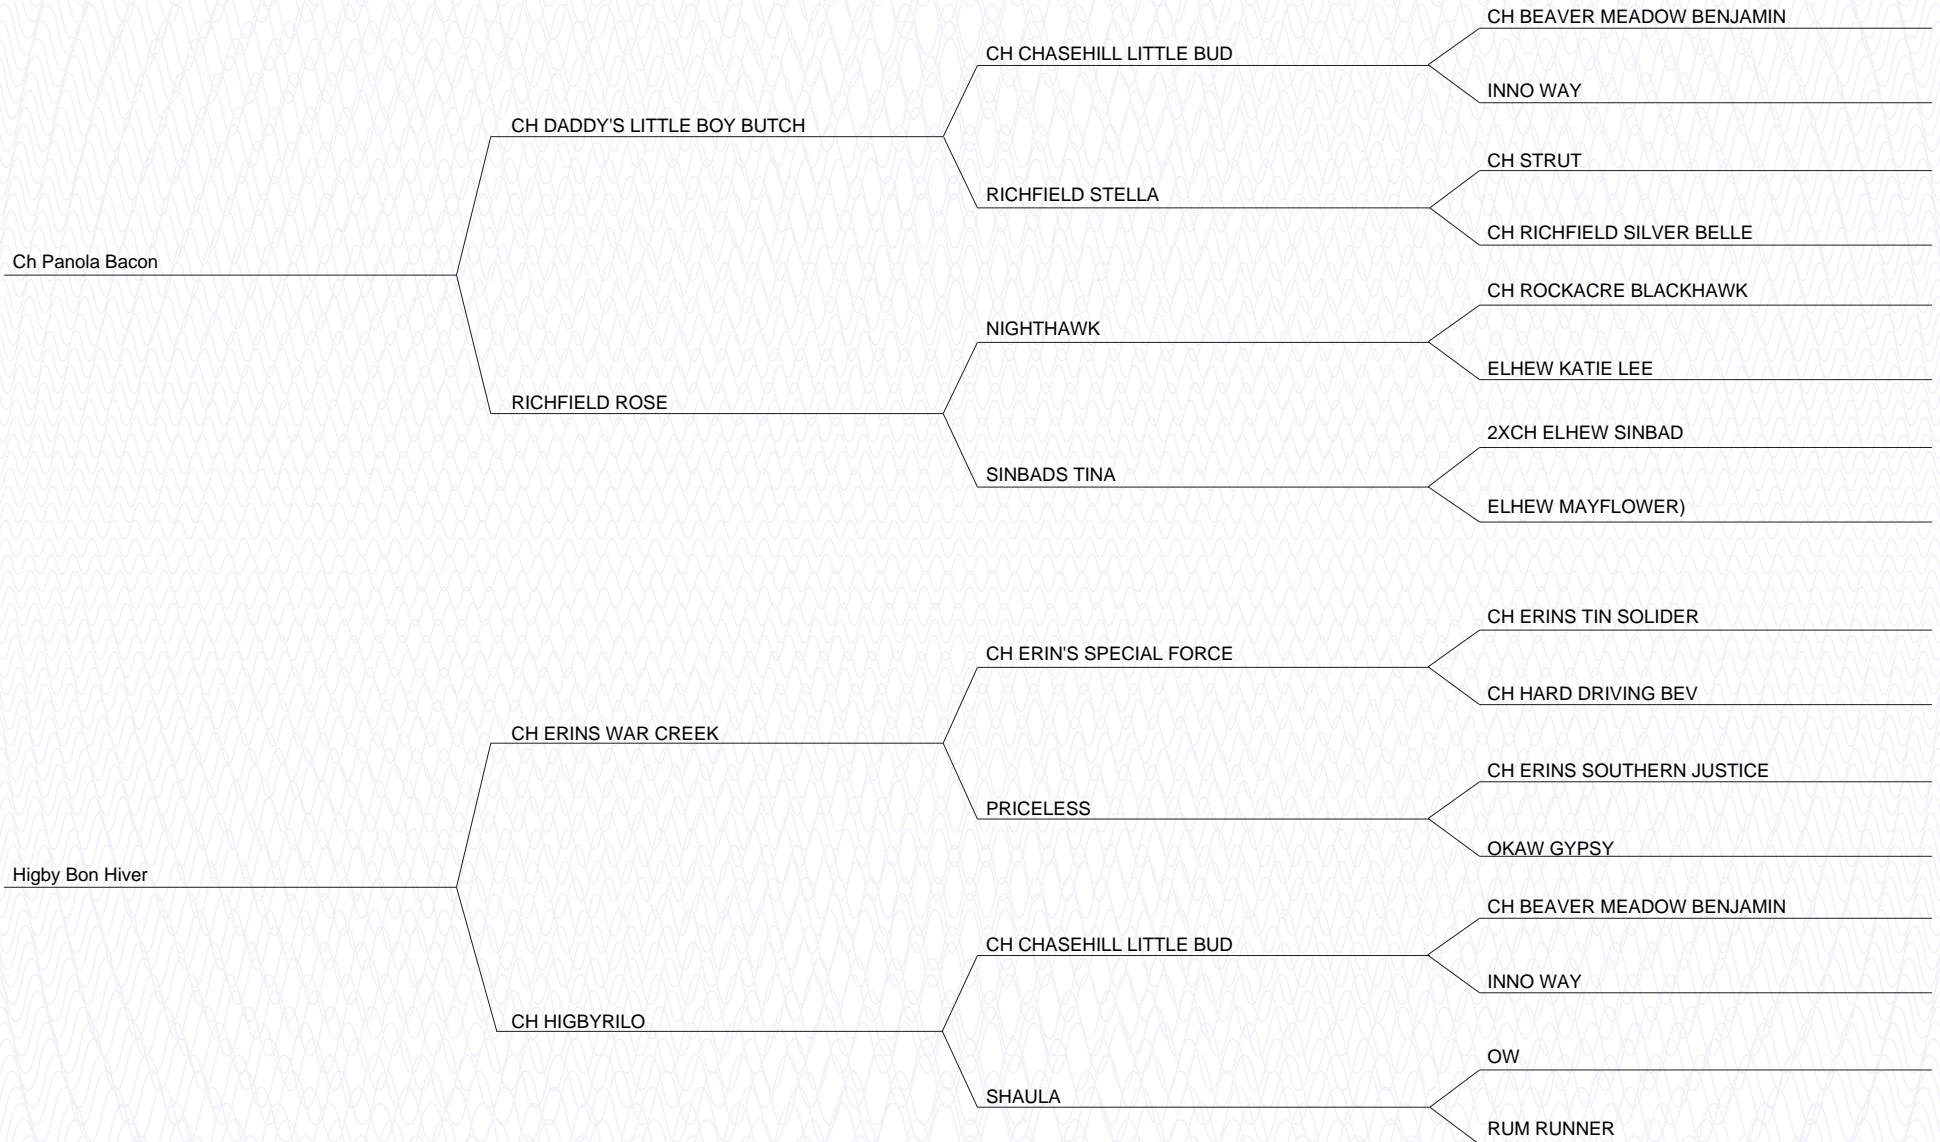 CH BEAVER MEADOW BENJAMIN
CH CHASEHILL LITTLE BUD
INNO WAY
CH DADDY'S LITTLE BOY BUTCH
CH STRUT
RICHFIELD STELLA
CH RICHFIELD SILVER BELLE
Ch Panola Bacon
CH ROCKACRE BLACKHAWK
NIGHTHAWK
ELHEW KATIE LEE
RICHFIELD ROSE
2XCH ELHEW SINBAD
SINBADS TINA
ELHEW MAYFLOWER)
CH ERINS TIN SOLIDER
CH ERIN'S SPECIAL FORCE
CH HARD DRIVING BEV
CH ERINS WAR CREEK
CH ERINS SOUTHERN JUSTICE
PRICELESS
OKAW GYPSY
Higby Bon Hiver
CH BEAVER MEADOW BENJAMIN
CH CHASEHILL LITTLE BUD
INNO WAY
CH HIGBYRILO
OW
SHAULA
RUM RUNNER